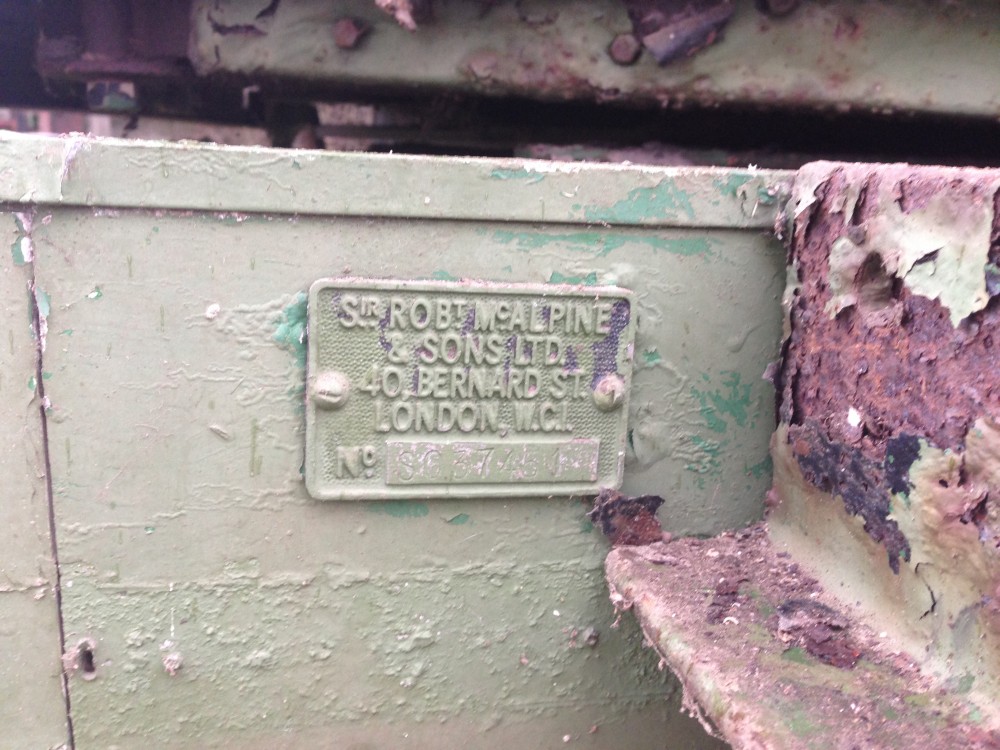 SIR ROBT MCALPINE
& SONS LTD.
40, BERNARD ST.
LONDON, W.C.1.
No